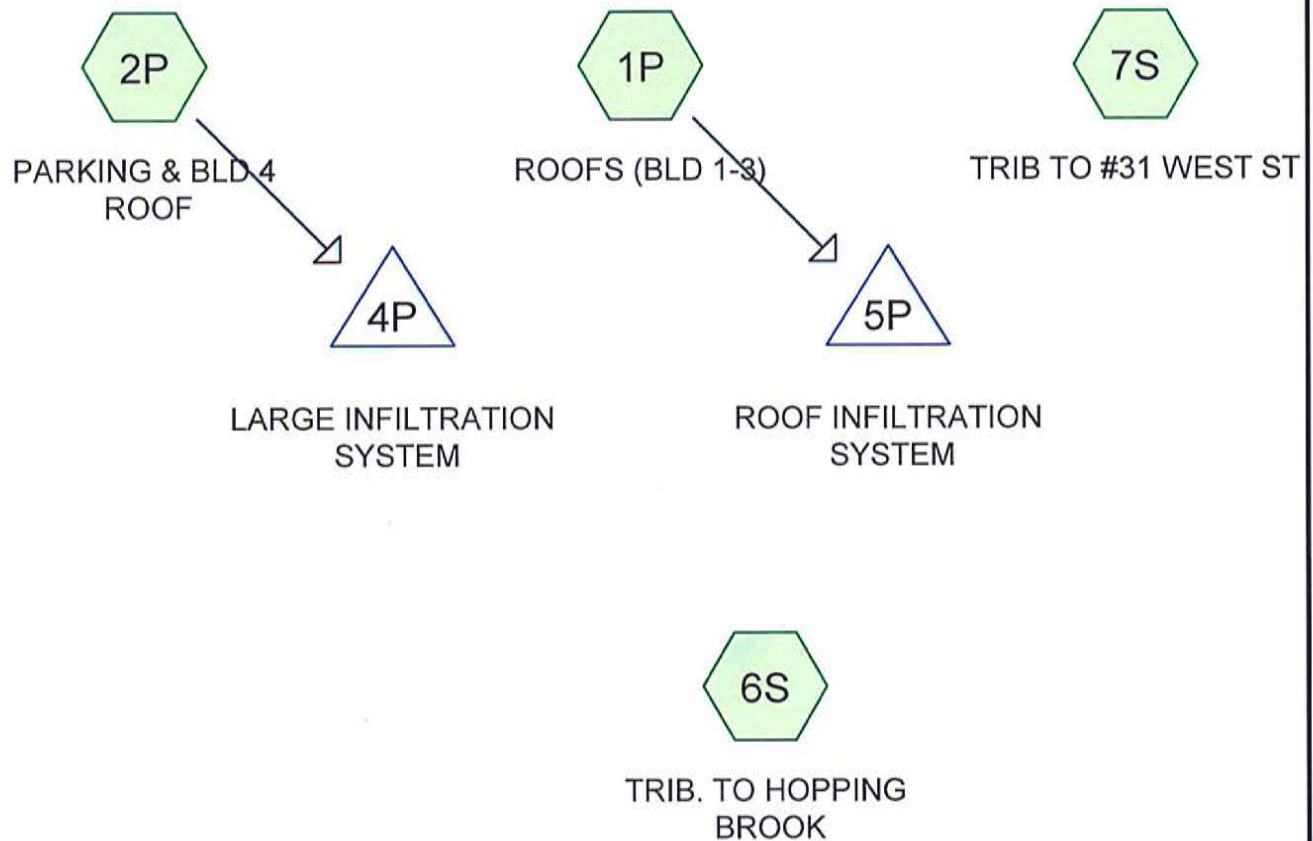 2P
PARKING & BLD 4
ROOF
1P
ROOFS (BLD 1-3)
7S
TRIB TO #31 WEST ST
4P
LARGE INFILTRATION
SYSTEM
5P
ROOF INFILTRATION
SYSTEM
6S
TRIB. TO HOPPING
BROOK